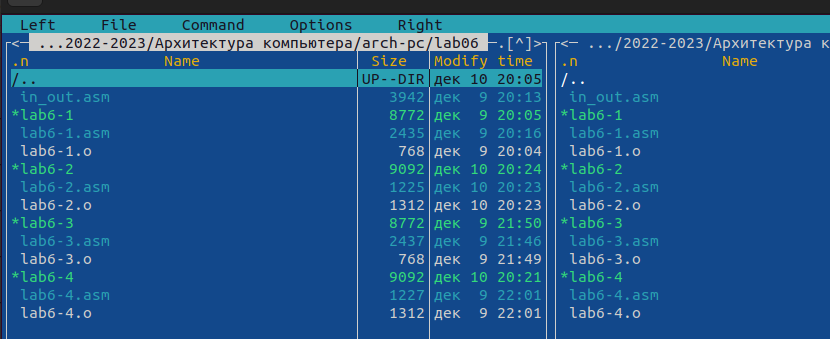 Left File Command Options Right
<─ ...2022-2023/Архитектура компьютера/arch-pc/lab06 ─.[^]> <─ .../2022-2023/Архитектура к
.n Name Size Modify time .n Name
/.. UP--DIR дек 10 20:05 /..
in_out.asm 3942 дек 9 20:13 in_out.asm
*lab6-1 8772 дек 9 20:05 *lab6-1
lab6-1.asm 2435 дек 9 20:16 lab6-1.asm
lab6-1.o 768 дек 9 20:04 lab6-1.o
*lab6-2 9092 дек 10 20:24 *lab6-2
lab6-2.asm 1225 дек 10 20:23 lab6-2.asm
lab6-2.o 1312 дек 10 20:23 lab6-2.o
*lab6-3 8772 дек 9 21:50 *lab6-3
lab6-3.asm 2437 дек 9 21:46 lab6-3.asm
lab6-3.o 768 дек 9 21:49 lab6-3.o
*lab6-4 9092 дек 10 20:21 *lab6-4
lab6-4.asm 1227 дек 9 22:01 lab6-4.asm
lab6-4.o 1312 дек 9 22:01 lab6-4.o